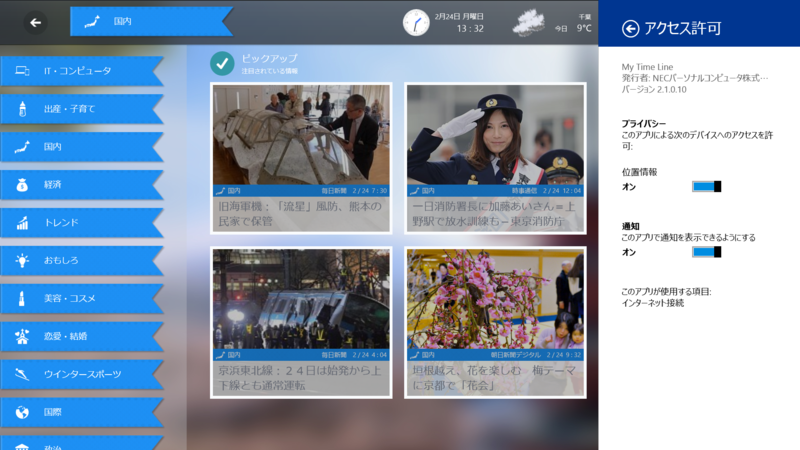 国内
2月24日 月曜日
13:32
千葉
今日 9℃
IT・コンピュータ
出産・子育て
国内
経済
トレンド
おもしろ
美容・コスメ
恋愛・結婚
ウインタースポーツ
国際
政治
ピックアップ
注目されている情報
国内 毎日新聞 2/24 7:30
旧海軍機：「流星」風防、熊本の
民家で保管
国内 時事通信 2/24 12:04
一日消防署長に加藤あいさん＝上
野駅で放水訓練も－東京消防庁
国内 毎日新聞 2/24 4:04
京浜東北線：２４日は始発から上
下線とも通常運転
国内 朝日新聞デジタル 2/24 9:32
垣根越え、花を楽しむ 梅テーマ
に京都で「花会」
アクセス許可
My Time Line
発行者: NECパーソナルコンピュータ株式…
バージョン 2.1.0.10
プライバシー
このアプリによる次のデバイスへのアクセスを許
可:
位置情報
オン
通知
このアプリで通知を表示できるようにする
オン
このアプリが使用する項目:
インターネット接続